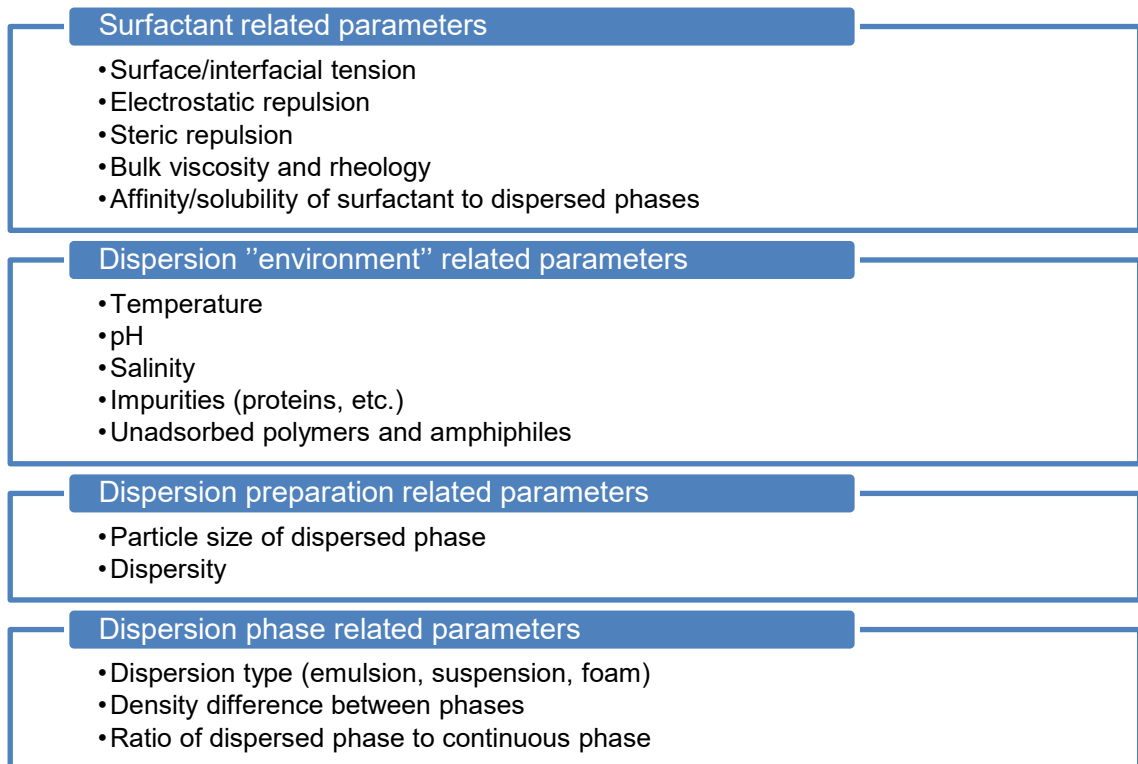 Surfactant related parameters
•Surface/interfacial tension
•Electrostatic repulsion
•Steric repulsion
•Bulk viscosity and rheology
•Affinity/solubility of surfactant to dispersed phases
Dispersion ’’environment’’ related parameters
•Temperature
•pH
•Salinity
•Impurities (proteins, etc.)
•Unadsorbed polymers and amphiphiles
Dispersion preparation related parameters
•Particle size of dispersed phase
•Dispersity
Dispersion phase related parameters
•Dispersion type (emulsion, suspension, foam)
•Density difference between phases
•Ratio of dispersed phase to continuous phase